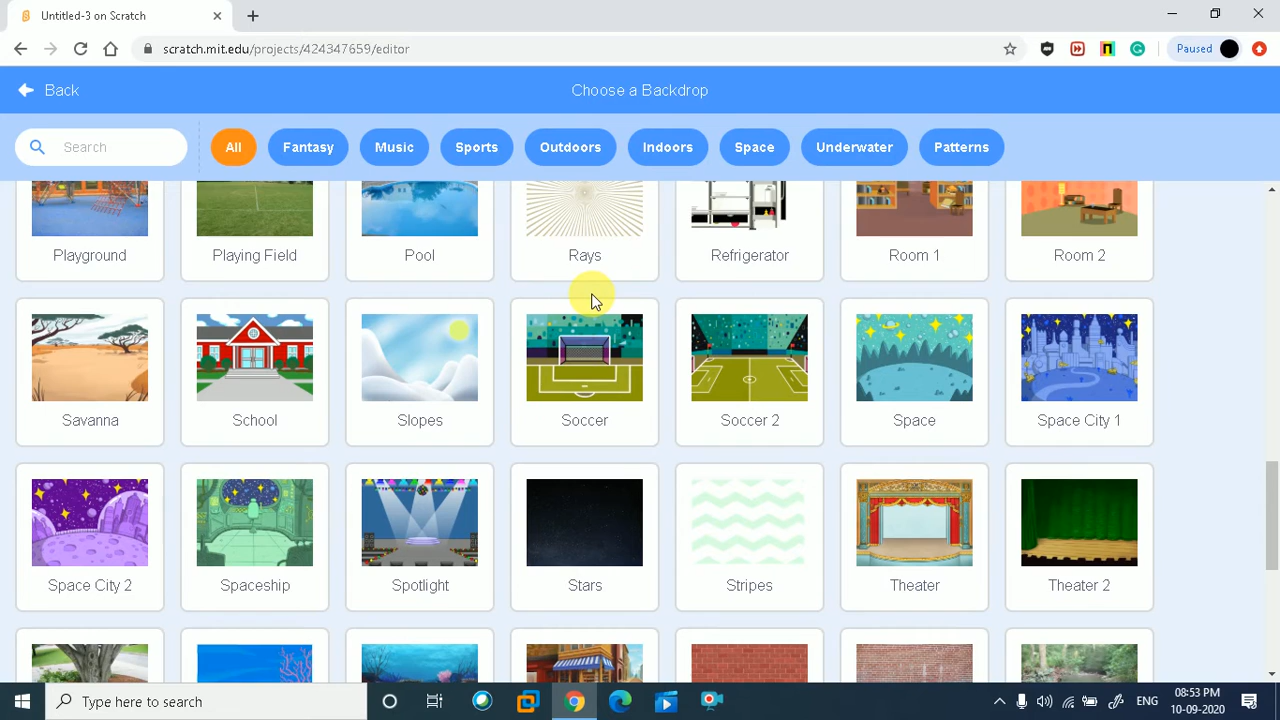 Untitled-3 on Scratch
scratch.mit.edu/projects/424347659/editor
Paused
Back
Choose a Backdrop
Search
All
Fantasy
Music
Sports
Outdoors
Indoors
Space
Underwater
Patterns
Playground
Playing Field
Pool
Rays
Refrigerator
Room 1
Room 2
Savanna
School
Slopes
Soccer
Soccer 2
Space
Space City 1
Space City 2
Spaceship
Spotlight
Stars
Stripes
Theater
Theater 2
Type here to search
ENG
08:53 PM
10-09-2020